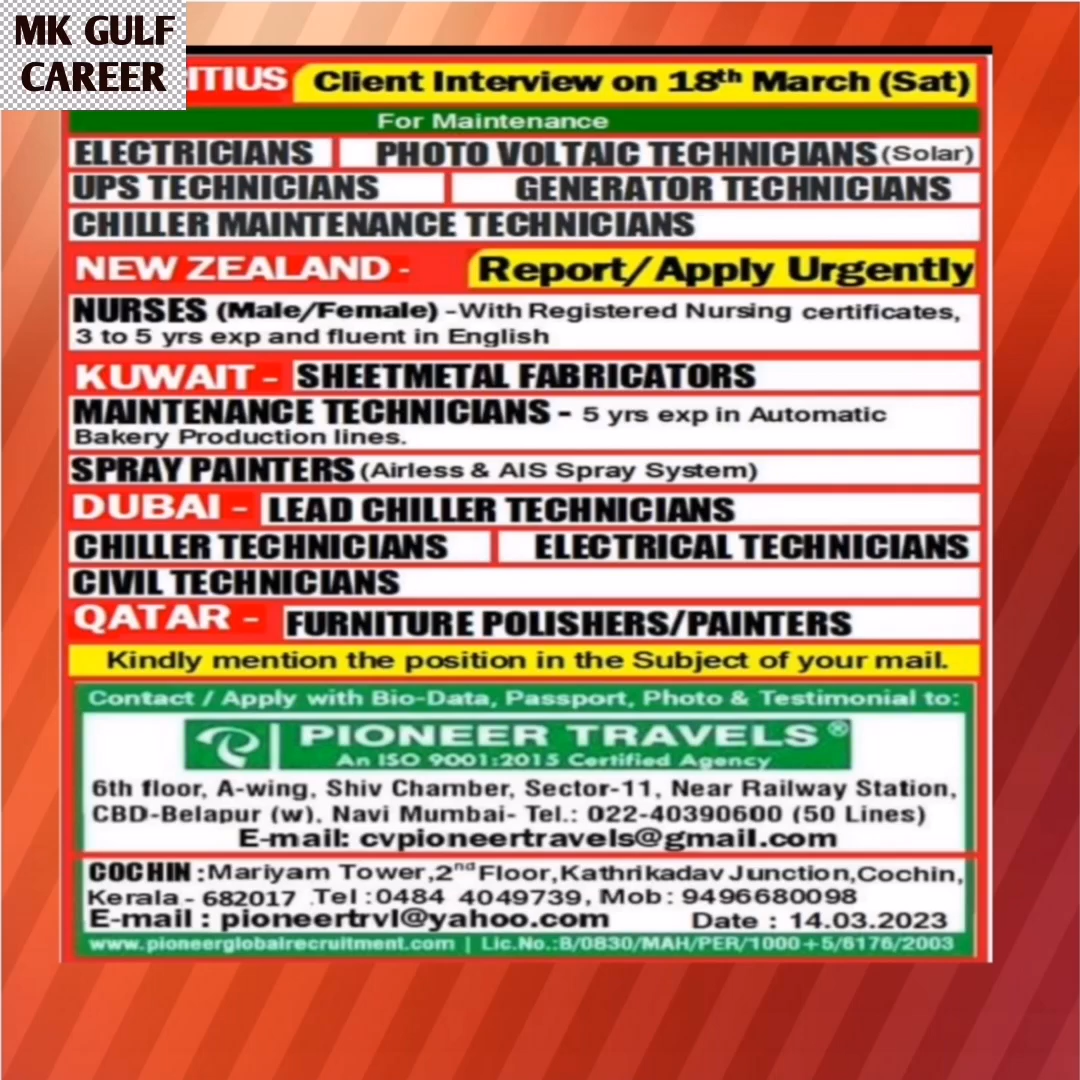 MK GULF
CAREER
ITIUS Client Interview on 18th March (Sat)
For Maintenance
ELECTRICIANS PHOTO VOLTAIC TECHNICIANS (Solar)
UPS TECHNICIANS GENERATOR TECHNICIANS
CHILLER MAINTENANCE TECHNICIANS
NEW ZEALAND - Report/Apply Urgently
NURSES (Male/Female) -With Registered Nursing certificates,
3 to 5 yrs exp and fluent in English
KUWAIT - SHEETMETAL FABRICATORS
MAINTENANCE TECHNICIANS - 5 yrs exp in Automatic
Bakery Production lines.
SPRAY PAINTERS (Airless & AIS Spray System)
DUBAI - LEAD CHILLER TECHNICIANS
CHILLER TECHNICIANS ELECTRICAL TECHNICIANS
CIVIL TECHNICIANS
QATAR - FURNITURE POLISHERS/PAINTERS
Kindly mention the position in the Subject of your mail.
Contact / Apply with Bio-Data, Passport, Photo & Testimonial to:
PIONEER TRAVELS ®
An ISO 9001:2015 Certified Agency
6th floor, A-wing, Shiv Chamber, Sector-11, Near Railway Station,
CBD-Belapur (w), Navi Mumbai- Tel.: 022-40390600 (50 Lines)
E-mail: cvpioneertravels@gmail.com
COCHIN : Mariyam Tower, 2nd Floor, Kathrikadav Junction, Cochin,
Kerala - 682017 .Tel : 0484 4049739, Mob: 9496680098
E-mail : pioneertrvl@yahoo.com Date : 14.03.2023
www.pioneerglobalrecruitment.com | Lic.No.:B/0830/MAH/PER/1000+5/6176/2003